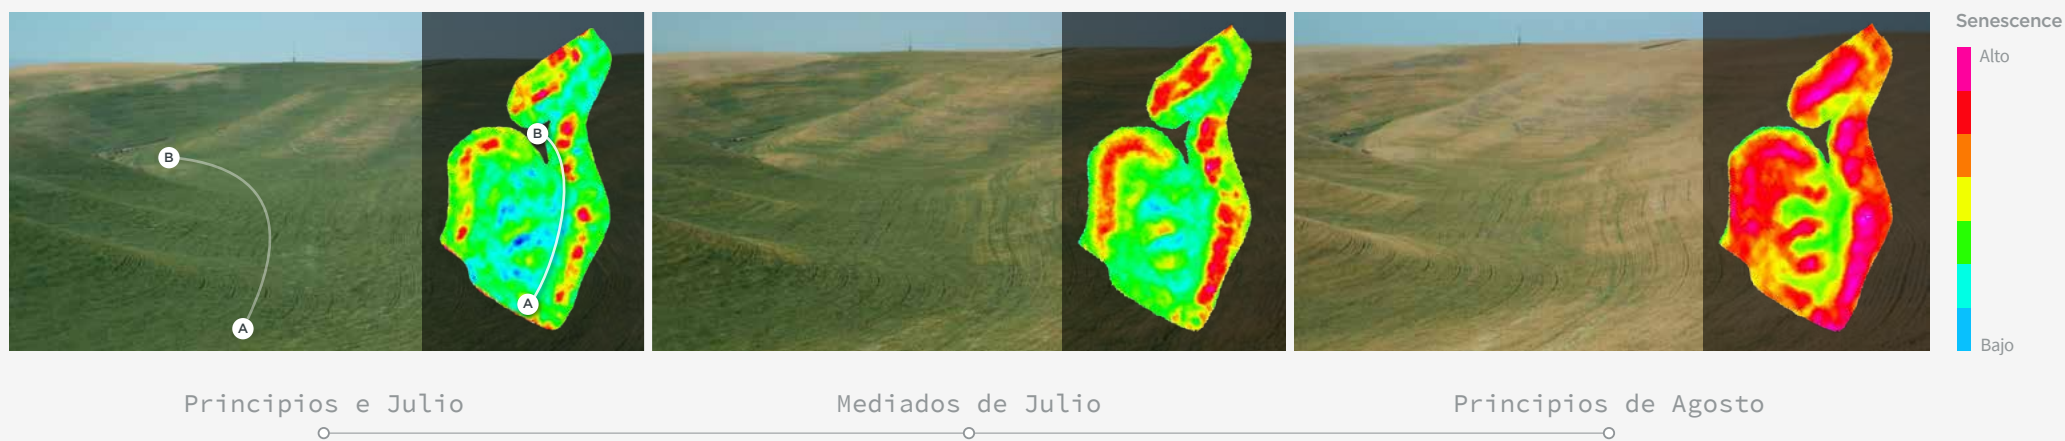 Senescence
Alto
Bajo
B
A
B
A
Principios e Julio
Mediados de Julio
Principios de Agosto